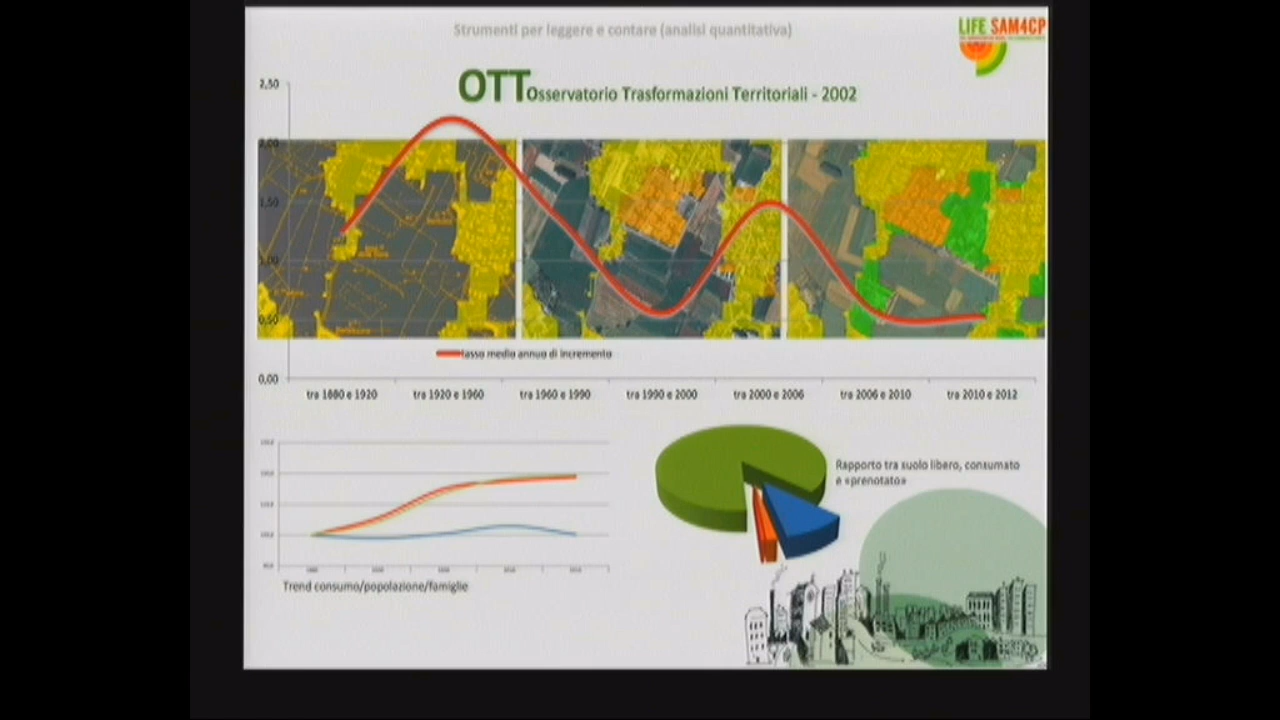 Strumenti per leggere e contare (analisi quantitativa)
LIFE SAM4CP
OTT Osservatorio Trasformazioni Territoriali - 2002
2,50
2,00
1,50
1,00
0,50
0,00
tasso medio annuo di incremento
tra 1880 e 1920
tra 1920 e 1960
tra 1960 e 1990
tra 1990 e 2000
tra 2000 e 2006
tra 2006 e 2010
tra 2010 e 2012
Rapporto tra suolo libero, consumato
e «prenotato»
Trend consumo/popolazione/famiglie